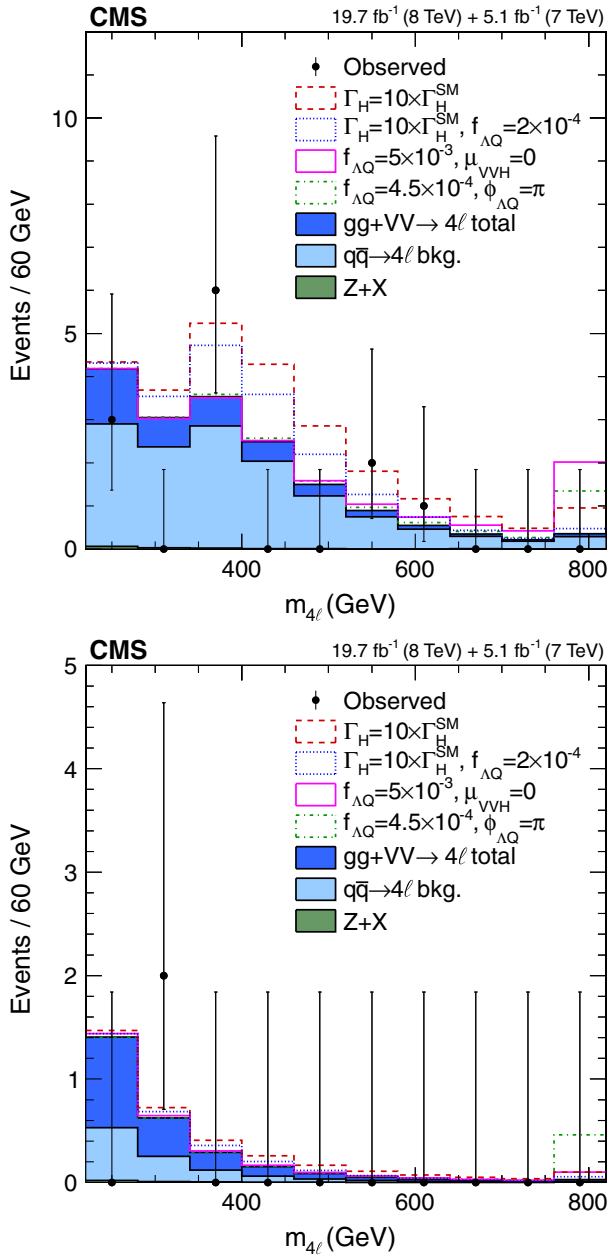 CMS 19.7 fb⁻¹ (8 TeV) + 5.1 fb⁻¹ (7 TeV)
Observed
Γ_H=10×Γ_H^SM
Γ_H=10×Γ_H^SM, f_ΛQ=2×10⁻⁴
f_ΛQ=5×10⁻³, μ_VVH=0
f_ΛQ=4.5×10⁻⁴, ϕ_ΛQ=π
gg+VV→ 4ℓ total
qq̅→4ℓ bkg.
Z+X
Events / 60 GeV
10
5
0
400 600 800
m_4ℓ (GeV)
CMS 19.7 fb⁻¹ (8 TeV) + 5.1 fb⁻¹ (7 TeV)
Observed
Γ_H=10×Γ_H^SM
Γ_H=10×Γ_H^SM, f_ΛQ=2×10⁻⁴
f_ΛQ=5×10⁻³, μ_VVH=0
f_ΛQ=4.5×10⁻⁴, ϕ_ΛQ=π
gg+VV→ 4ℓ total
qq̅→4ℓ bkg.
Z+X
Events / 60 GeV
5
4
3
2
1
0
400 600 800
m_4ℓ (GeV)